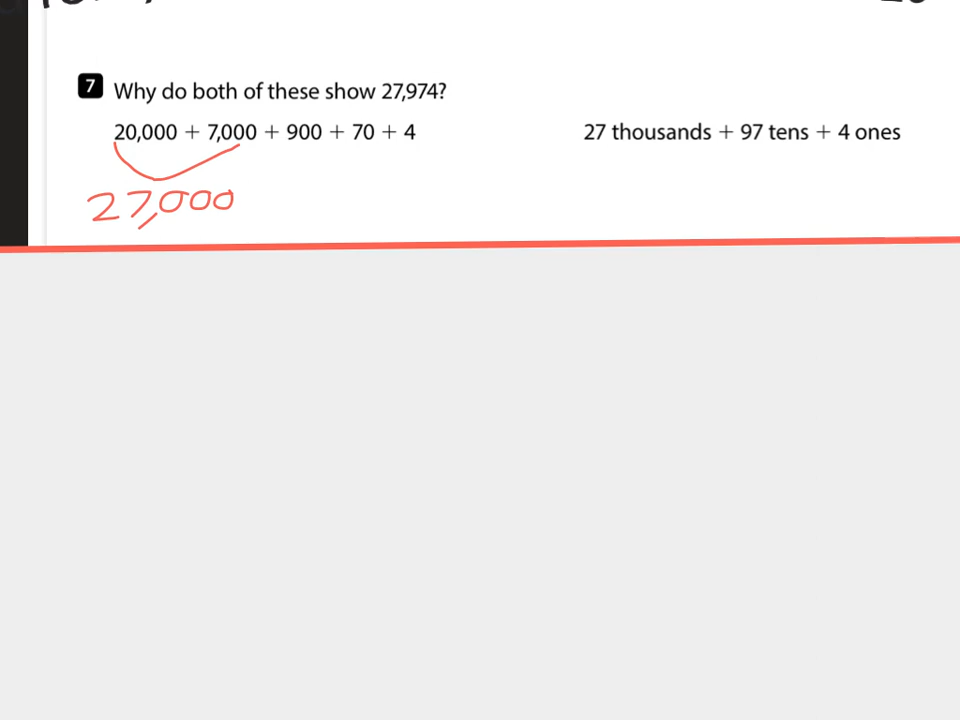 7 Why do both of these show 27,974?
20,000 + 7,000 + 900 + 70 + 4
27 thousands + 97 tens + 4 ones
27,000